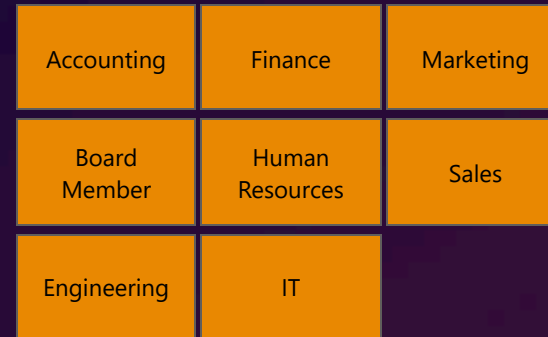 Accounting
Finance
Marketing
Board
Member
Human
Resources
Sales
Engineering
IT